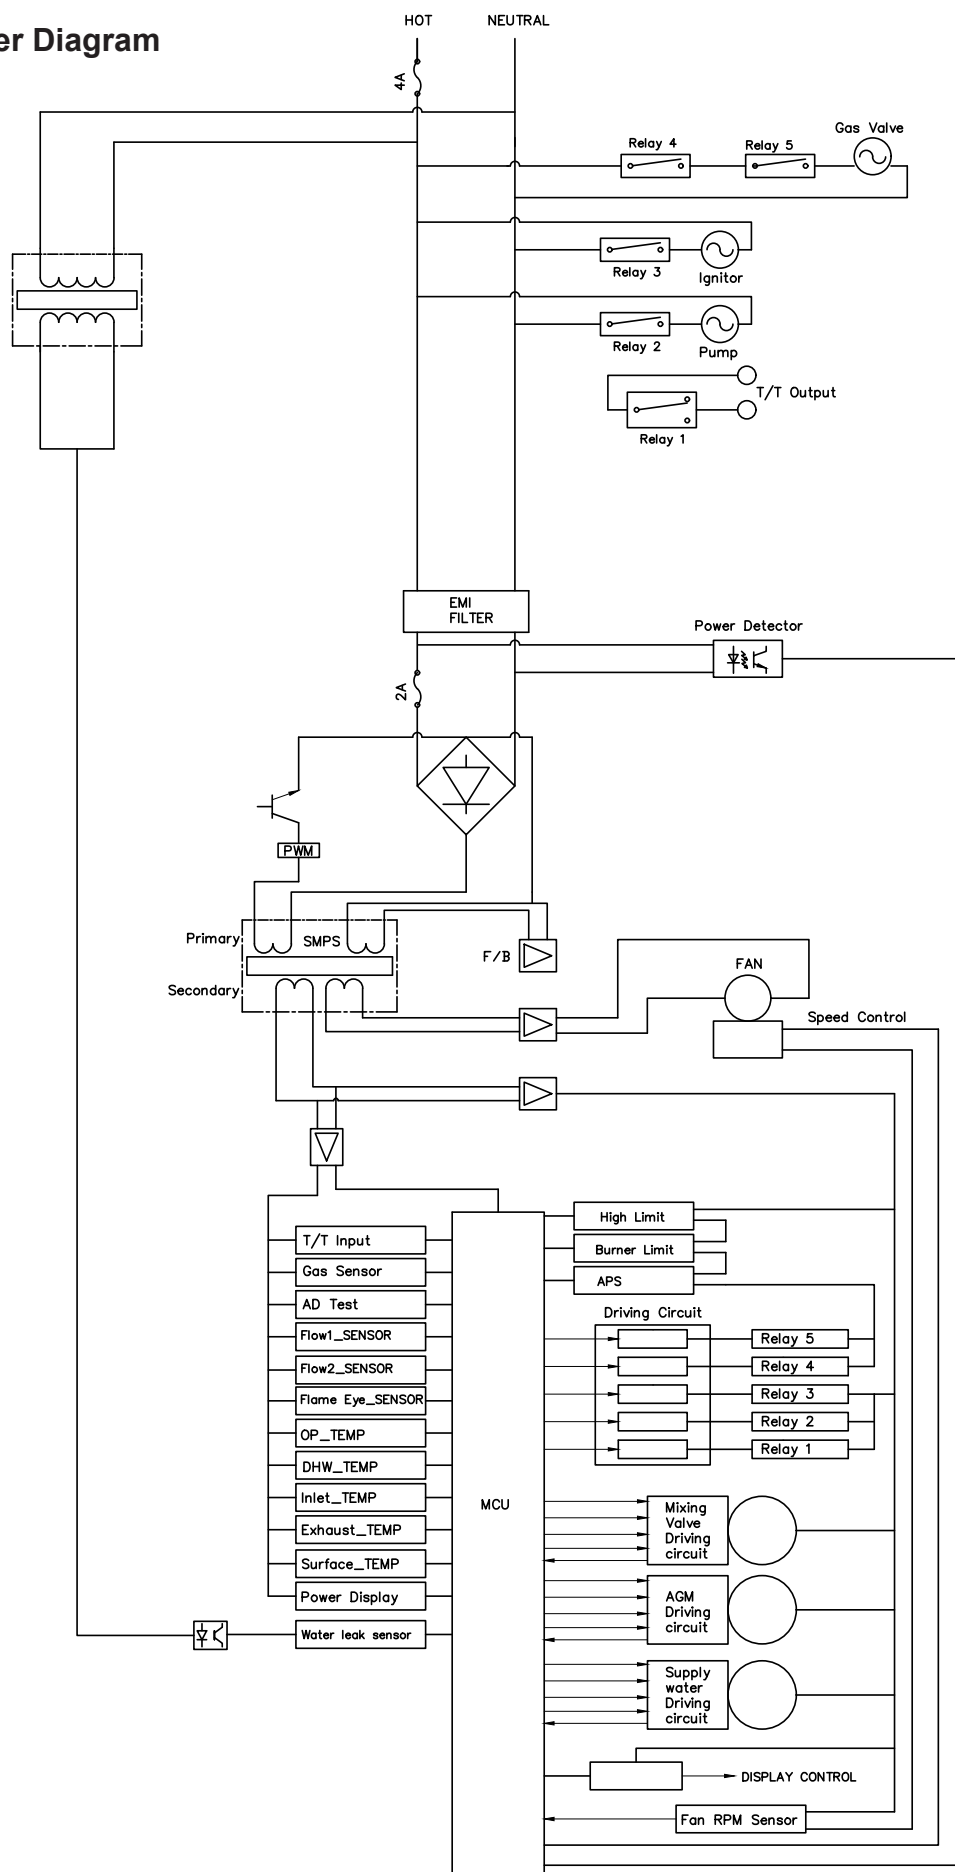 HOT NEUTRAL
er Diagram
4A
Gas Valve
Relay 4 Relay 5
Relay 3 Ignitor
Relay 2 Pump
T/T Output
Relay 1
EMI
FILTER
Power Detector
2A
PWM
Primary SMPS
F/B
Secondary
FAN
Speed Control
High Limit
T/T Input
Burner Limit
Gas Sensor
APS
AD Test
Driving Circuit
Flow1_SENSOR
Relay 5
Flow2_SENSOR
Relay 4
Flame Eye_SENSOR
Relay 3
OP_TEMP
Relay 2
DHW_TEMP
Relay 1
Inlet_TEMP
MCU
Mixing
Valve
Driving
circuit
Exhaust_TEMP
Surface_TEMP
Power Display
AGM
Driving
circuit
Water leak sensor
Supply
water
Driving
circuit
DISPLAY CONTROL
Fan RPM Sensor